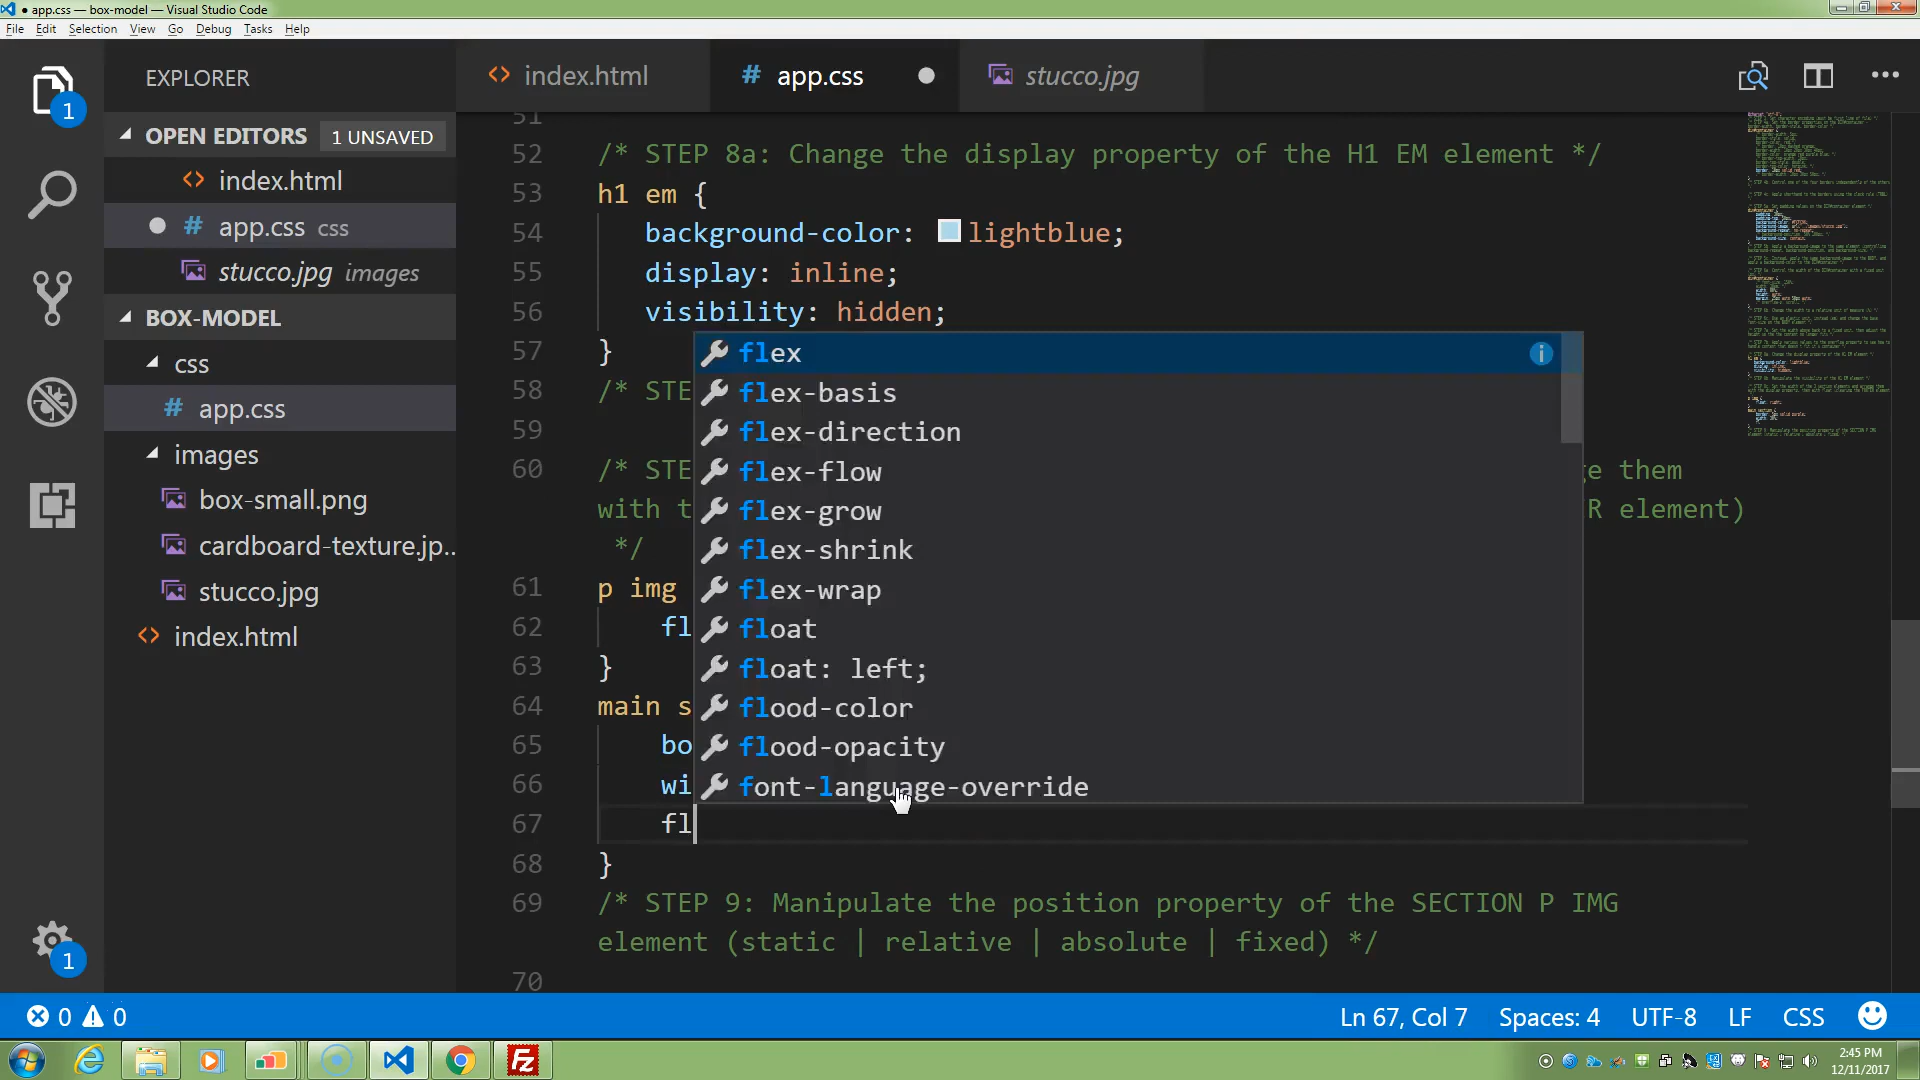 app.css — box-model — Visual Studio Code
File Edit Selection View Go Debug Tasks Help
EXPLORER
OPEN EDITORS 1 UNSAVED
index.html
app.css css
stucco.jpg images
BOX-MODEL
css
app.css
images
box-small.png
cardboard-texture.jp...
stucco.jpg
index.html
1
1
index.html app.css stucco.jpg
51
52 /* STEP 8a: Change the display property of the H1 EM element */
53 h1 em {
54 background-color: lightblue;
55 display: inline;
56 visibility: hidden;
57 }
58 /* STE
59
60 /* STE e them
with t R element)
*/
61 p img
62 fl
63 }
64 main s
65 bo
66 wi
67 fl
68 }
69 /* STEP 9: Manipulate the position property of the SECTION P IMG
element (static | relative | absolute | fixed) */
70
flex
flex-basis
flex-direction
flex-flow
flex-grow
flex-shrink
flex-wrap
float
float: left;
flood-color
flood-opacity
font-language-override
0 0 Ln 67, Col 7 Spaces: 4 UTF-8 LF CSS
2:45 PM
12/11/2017